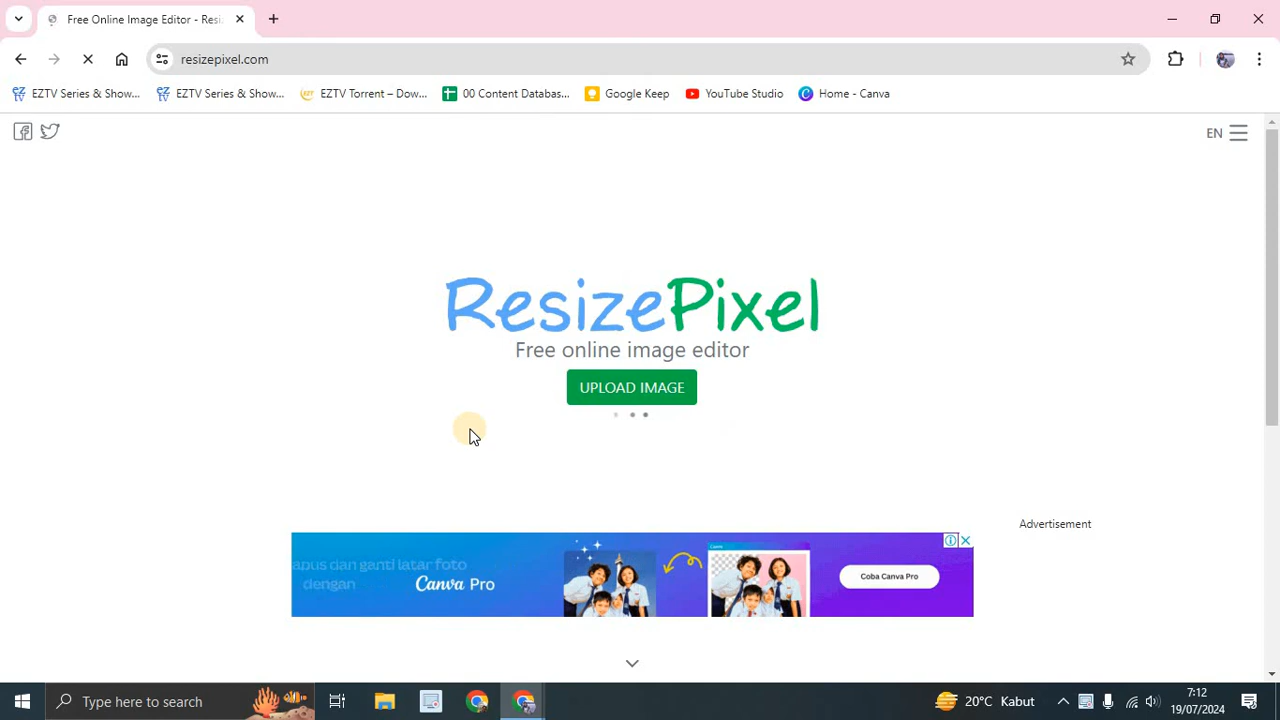 Free Online Image Editor - Resi
resizepixel.com
EZTV Series & Show...
EZTV Series & Show...
EZTV Torrent – Dow...
00 Content Databas...
Google Keep
YouTube Studio
Home - Canva
EN
ResizePixel
Free online image editor
UPLOAD IMAGE
Advertisement
apus dan ganti latar foto
dengan
Canva Pro
Canva
Coba Canva Pro
Type here to search
20°C Kabut
7:12
19/07/2024